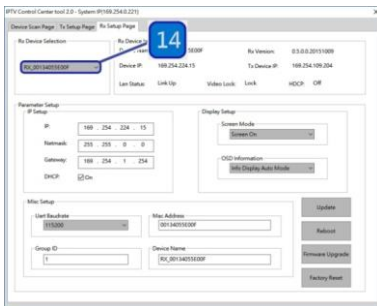 IPTV Control Center tool 2.0 - System IP(169.254.0.221)
Device Scan Page Tx Setup Page Rx Setup Page
14
Rx Device Selection
RX_00134055E00F
Rx Version: 0.5.0.0.20151009
Device IP: 169.254.224.15 Tx Device IP: 169.254.109.204
Lan Status: Link Up Video Lock: Lock HDCP: Off
Parameter Setup
IP Setup
IP: 169 . 254 . 224 . 15
Netmask: 255 . 255 . 0 . 0
Gateway: 169 . 254 . 1 . 254
DHCP: On
Display Setup
Screen Mode
Screen On
OSD Information
Info Display Auto Mode
Misc Setup
Uart Baudrate
115200
Mac Address
00134055E00F
Group ID
1
Device Name
RX_00134055E00F
Update
Reboot
Firmware Upgrade
Factory Reset